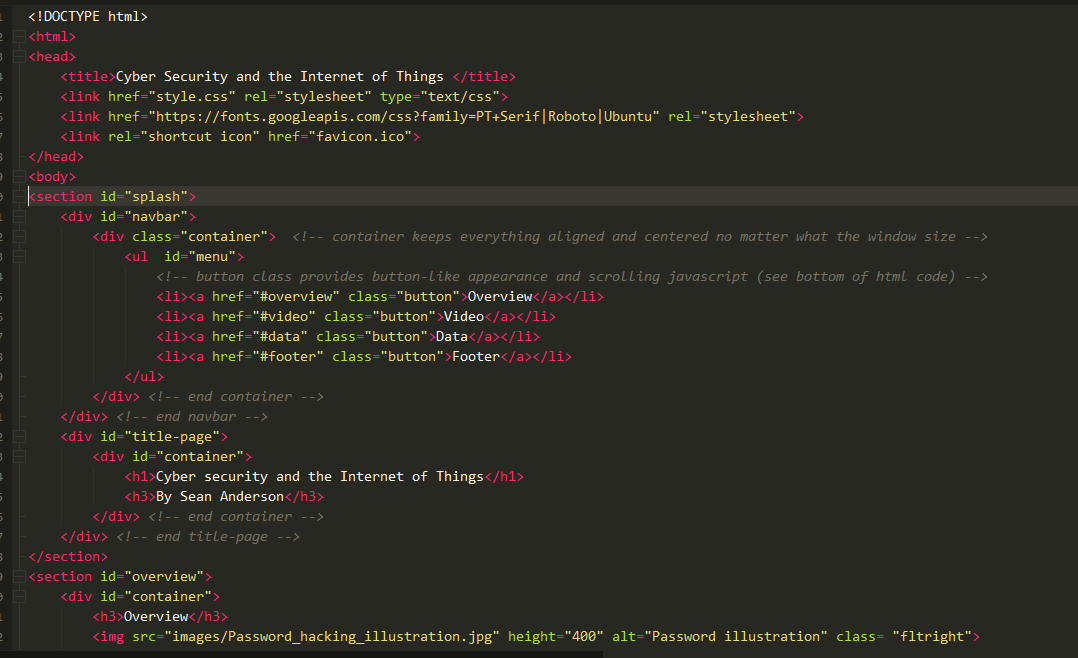 <!DOCTYPE html>
<html>
<head>
<title>Cyber Security and the Internet of Things </title>
<link href="style.css" rel="stylesheet" type="text/css">
<link href="https://fonts.googleapis.com/css?family=PT+Serif|Roboto|Ubuntu" rel="stylesheet">
<link rel="shortcut icon" href="favicon.ico">
</head>
<body>
<section id="splash">
<div id="navbar">
<div class="container">  <!-- container keeps everything aligned and centered no matter what the window size -->
<ul  id="menu">
<!-- button class provides button-like appearance and scrolling javascript (see bottom of html code) -->
<li><a href="#overview" class="button">Overview</a></li>
<li><a href="#video" class="button">Video</a></li>
<li><a href="#data" class="button">Data</a></li>
<li><a href="#footer" class="button">Footer</a></li>
</ul>
</div> <!-- end container -->
</div> <!-- end navbar -->
<div id="title-page">
<div id="container">
<h1>Cyber security and the Internet of Things</h1>
<h3>By Sean Anderson</h3>
</div> <!-- end container -->
</div> <!-- end title-page -->
</section>
<section id="overview">
<div id="container">
<h3>Overview</h3>
<img src="images/Password_hacking_illustration.jpg" height="400" alt="Password illustration" class= "fltright">